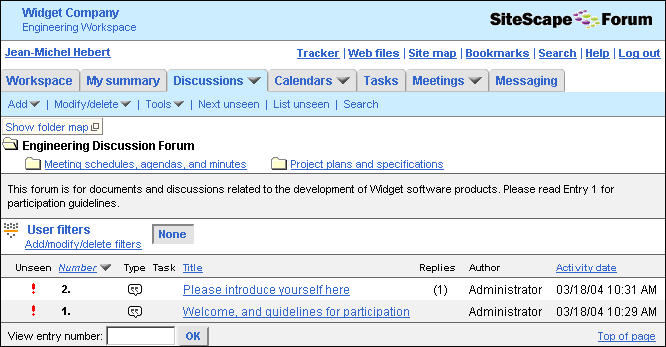 Widget Company
Engineering Workspace
SiteScape Forum
Jean-Michel Hebert
Tracker | Web files | Site map | Bookmarks | Search | Help | Log out
Workspace My summary Discussions Calendars Tasks Meetings Messaging
Add | Modify/delete | Tools | Next unseen | List unseen | Search
Show folder map
Engineering Discussion Forum
Meeting schedules, agendas, and minutes Project plans and specifications
This forum is for documents and discussions related to the development of Widget software products. Please read Entry 1 for
participation guidelines.
User filters None
Add/modify/delete filters
Unseen Number Type Task Title Replies Author Activity date
! 2. Please introduce yourself here (1) Administrator 03/18/04 10:31 AM
! 1. Welcome, and guidelines for participation Administrator 03/18/04 10:29 AM
View entry number: OK Top of page